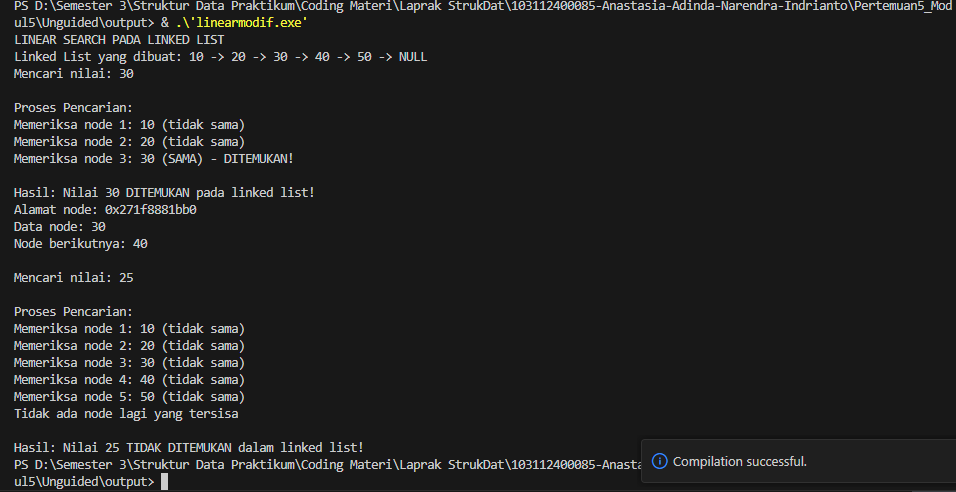 PS D:\Semester 3\Struktur Data Praktikum\Coding Materi\Laprak StrukDat\103112400085-Anastasia-Adinda-Narendra-Indrianto\Pertemuan5_Mod
ul5\Unguided\output> & .\'linearmodif.exe'
LINEAR SEARCH PADA LINKED LIST
Linked List yang dibuat: 10 -> 20 -> 30 -> 40 -> 50 -> NULL
Mencari nilai: 30

Proses Pencarian:
Memeriksa node 1: 10 (tidak sama)
Memeriksa node 2: 20 (tidak sama)
Memeriksa node 3: 30 (SAMA) - DITEMUKAN!

Hasil: Nilai 30 DITEMUKAN pada linked list!
Alamat node: 0x271f8881bb0
Data node: 30
Node berikutnya: 40

Mencari nilai: 25

Proses Pencarian:
Memeriksa node 1: 10 (tidak sama)
Memeriksa node 2: 20 (tidak sama)
Memeriksa node 3: 30 (tidak sama)
Memeriksa node 4: 40 (tidak sama)
Memeriksa node 5: 50 (tidak sama)
Tidak ada node lagi yang tersisa

Hasil: Nilai 25 TIDAK DITEMUKAN dalam linked list!
PS D:\Semester 3\Struktur Data Praktikum\Coding Materi\Laprak StrukDat\103112400085-Anasta
ul5\Unguided\output>
Compilation successful.